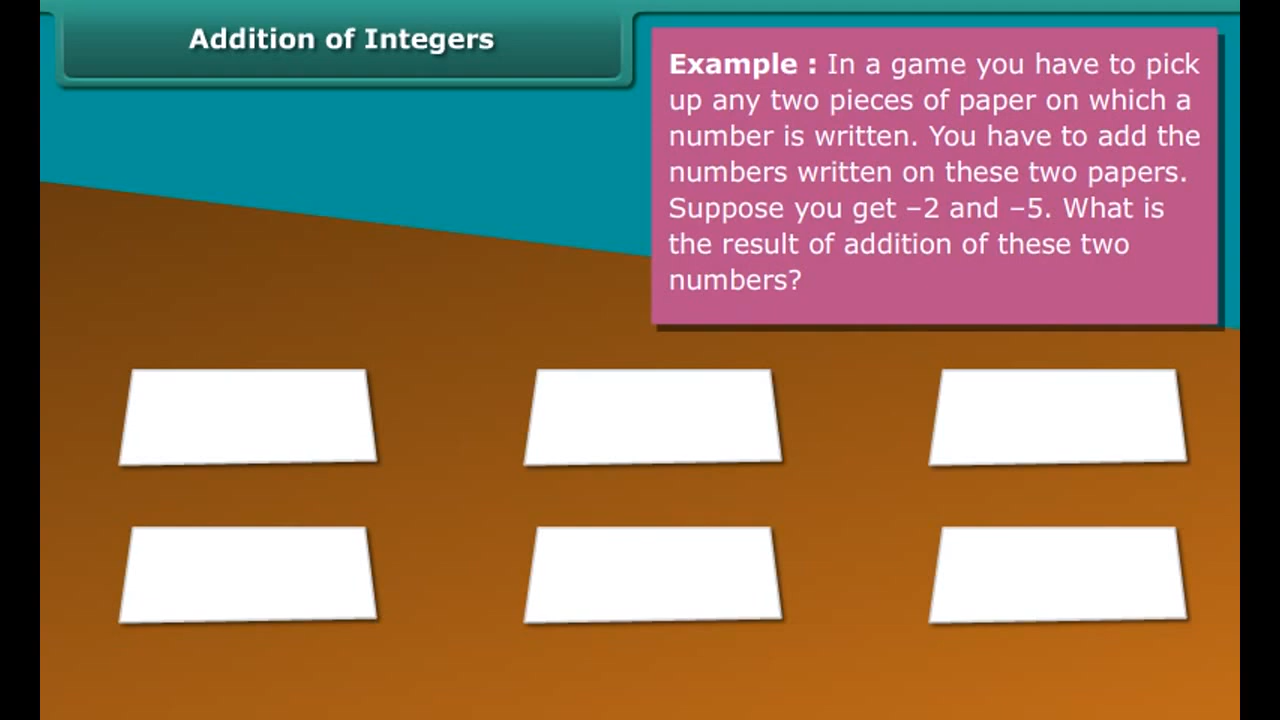 Addition of Integers
Example : In a game you have to pick
up any two pieces of paper on which a
number is written. You have to add the
numbers written on these two papers.
Suppose you get –2 and –5. What is
the result of addition of these two
numbers?